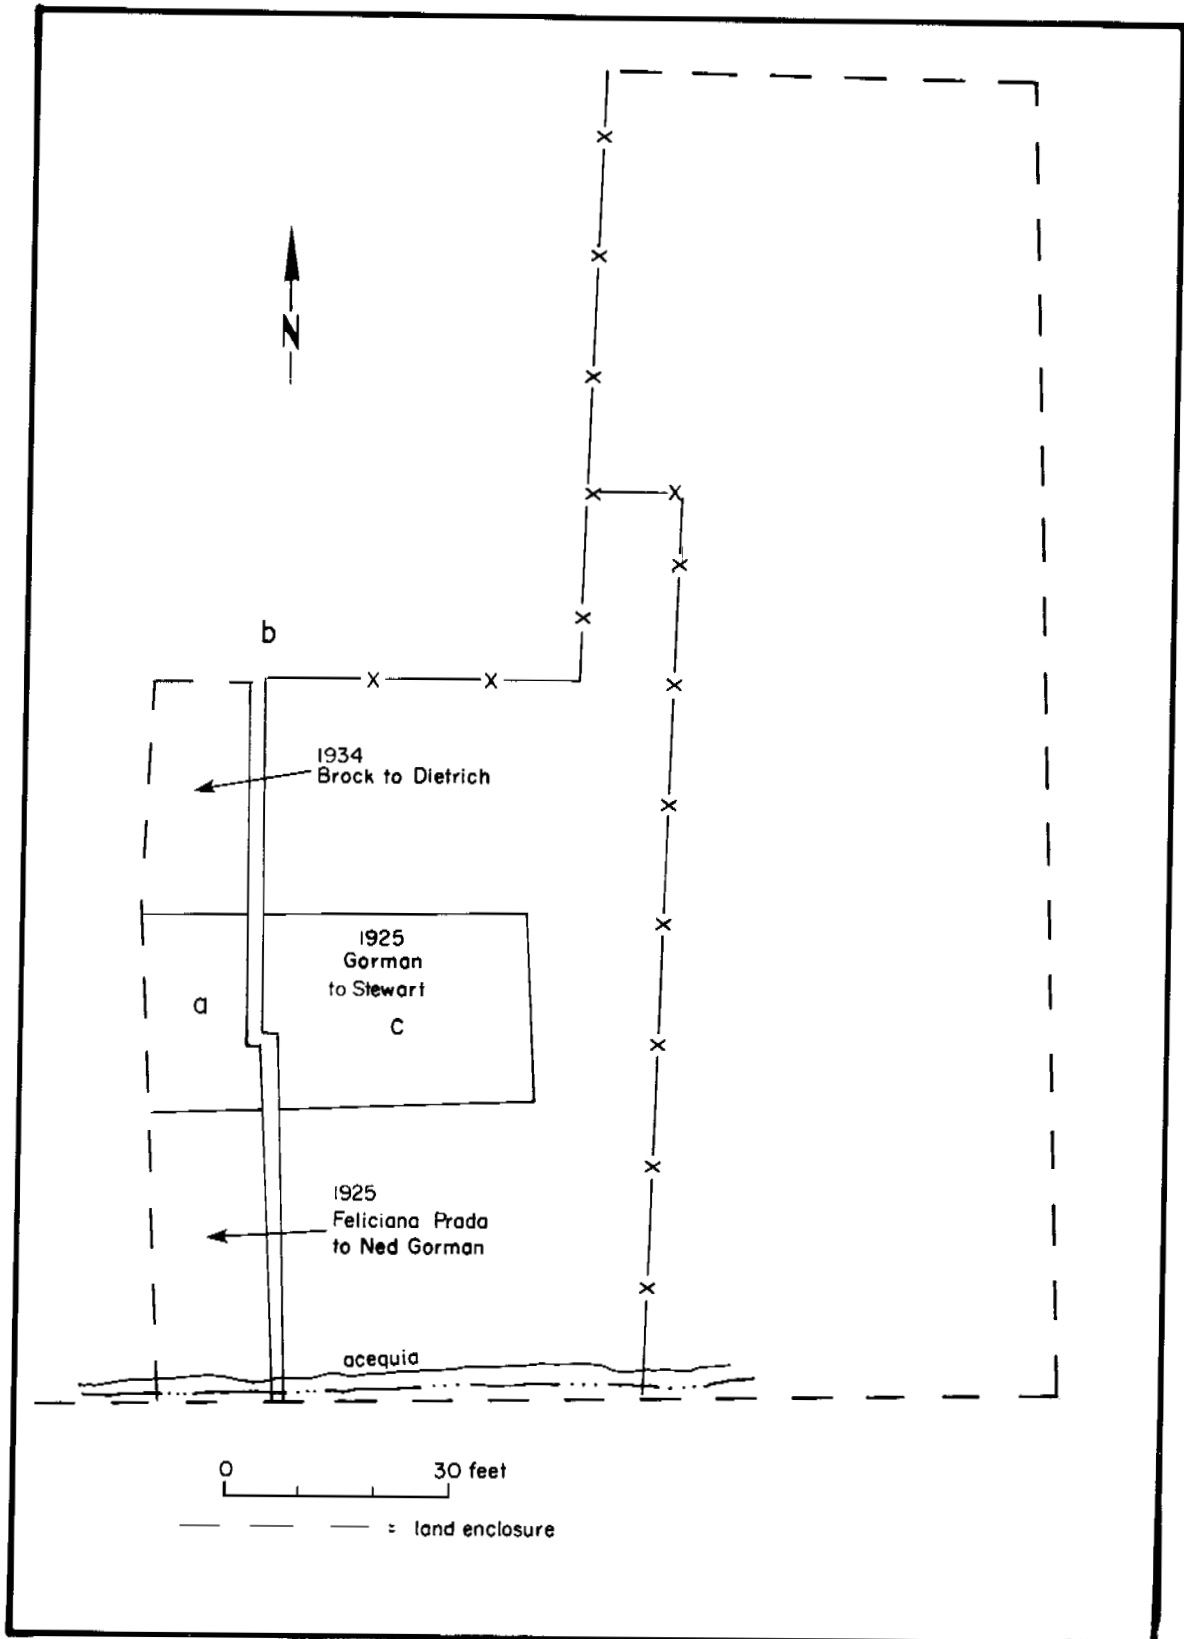 N
b
1934
Brock to Dietrich
1925
Gorman
to Stewart
a
c
1925
Feliciana Prada
to Ned Gorman
acequia
0 30 feet
= land enclosure